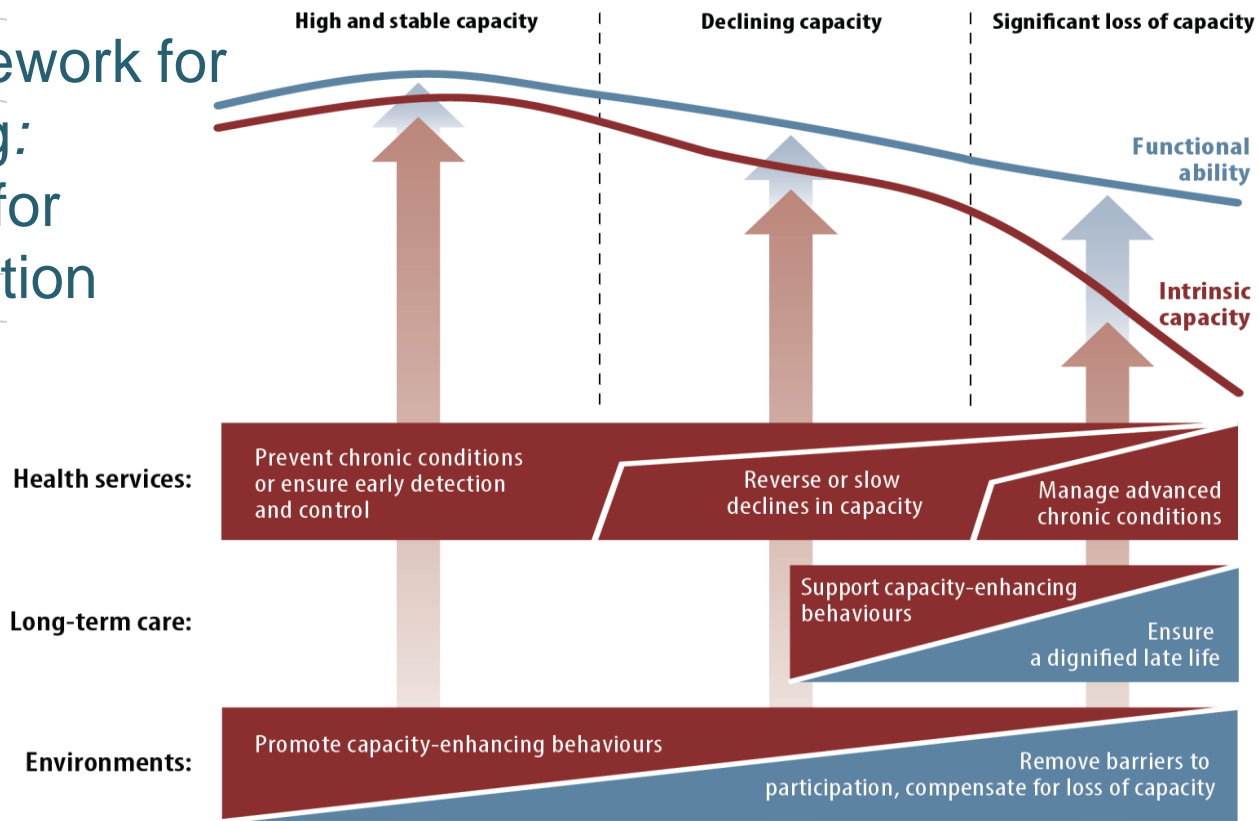 ework for
g:
for
tion
High and stable capacity
Declining capacity
Significant loss of capacity
Functional
ability
Intrinsic
capacity
Health services:
Prevent chronic conditions
or ensure early detection
and control
Reverse or slow
declines in capacity
Manage advanced
chronic conditions
Long-term care:
Support capacity-enhancing
behaviours
Ensure
a dignified late life
Environments:
Promote capacity-enhancing behaviours
Remove barriers to
participation, compensate for loss of capacity